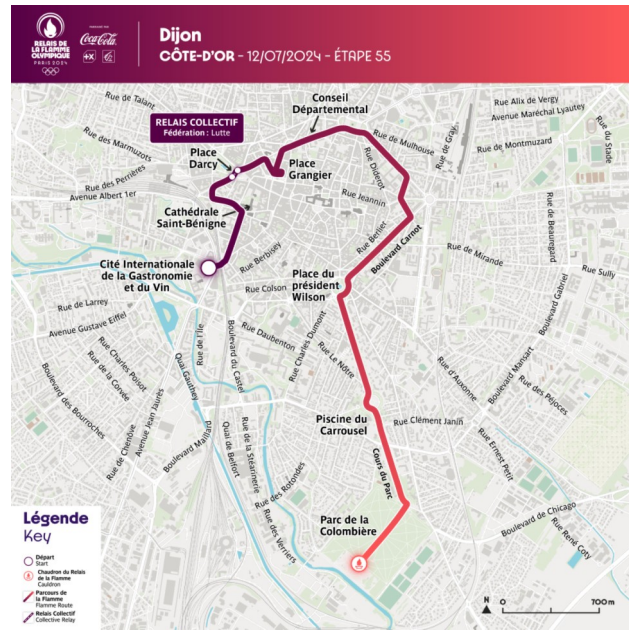 RELAIS DE
LA FLAMME
OLYMPIQUE
PARIS 2024
Coca-Cola
Dijon
CÔTE-D'OR - 12/07/2024 - ÉTAPE 55
Rue de Talant
Conseil
Départemental
Rue Alix de Vergy
Avenue Maréchal Lyautey
RELAIS COLLECTIF
Fédération : Lutte
Rue des Marmuzots
Rue de Mulhouse
Rue de Gray
Rue de Montmuzard
Rue du Stade
Place
Darcy
Place
Grangier
Rue Diderot
Rue des Perrières
Avenue Albert 1er
Rue Jeannin
Cathédrale
Saint-Bénigne
Rue Berlier
Boulevard Carnot
Rue de Beauregard
Rue de Mirande
Rue Sully
Cité Internationale
de la Gastronomie
et du Vin
Rue Berbisey
Place du
président
Wilson
Rue Colson
Boulevard Gabriel
Rue de Larrey
Avenue Gustave Eiffel
Rue de l'Ile
Boulevard du Castel
Rue Daubenton
Rue Charles Dumont
Rue Le Nôtre
Rue Charles Poisot
Rue de la Corvée
Quai Gauthey
Rue d'Auxonne
Boulevard Mansart
Rue des Péjoces
Boulevard des Bourroches
Rue de Chenôve
Avenue Jean Jaurès
Boulevard Maillard
Quai de Belfort
Rue de la Stéarinerie
Piscine du
Carrousel
Rue Clément Janin
Rue Ernest Petit
Cours du Parc
Rue des Rotondes
Rue des Verriers
Parc de la
Colombière
Boulevard de Chicago
Rue René Coty
Légende
Key
Départ
Start
Chaudron du Relais
de la Flamme
Cauldron
Parcours de
la Flamme
Flamme Route
Relais Collectif
Collective Relay
N
0
700 m